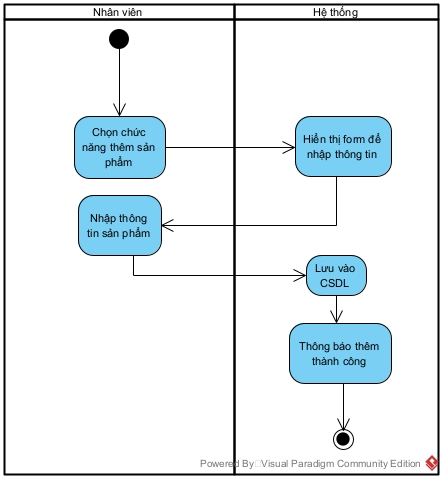 Nhân viên
Hệ thống
Chọn chức
năng thêm sản
phẩm
Hiển thị form để
nhập thông tin
Nhập thông
tin sản phẩm
Lưu vào
CSDL
Thông báo thêm
thành công
Powered By Visual Paradigm Community Edition